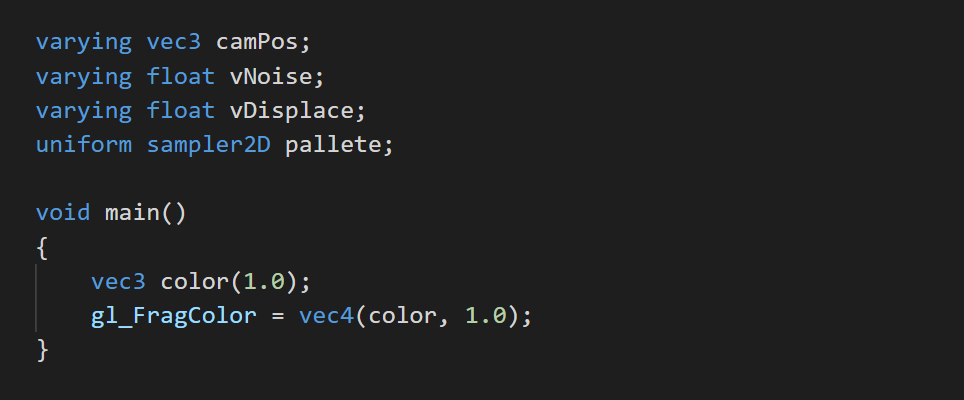 varying vec3 camPos;
varying float vNoise;
varying float vDisplace;
uniform sampler2D pallete;
void main()
{
vec3 color(1.0);
gl_FragColor = vec4(color, 1.0);
}